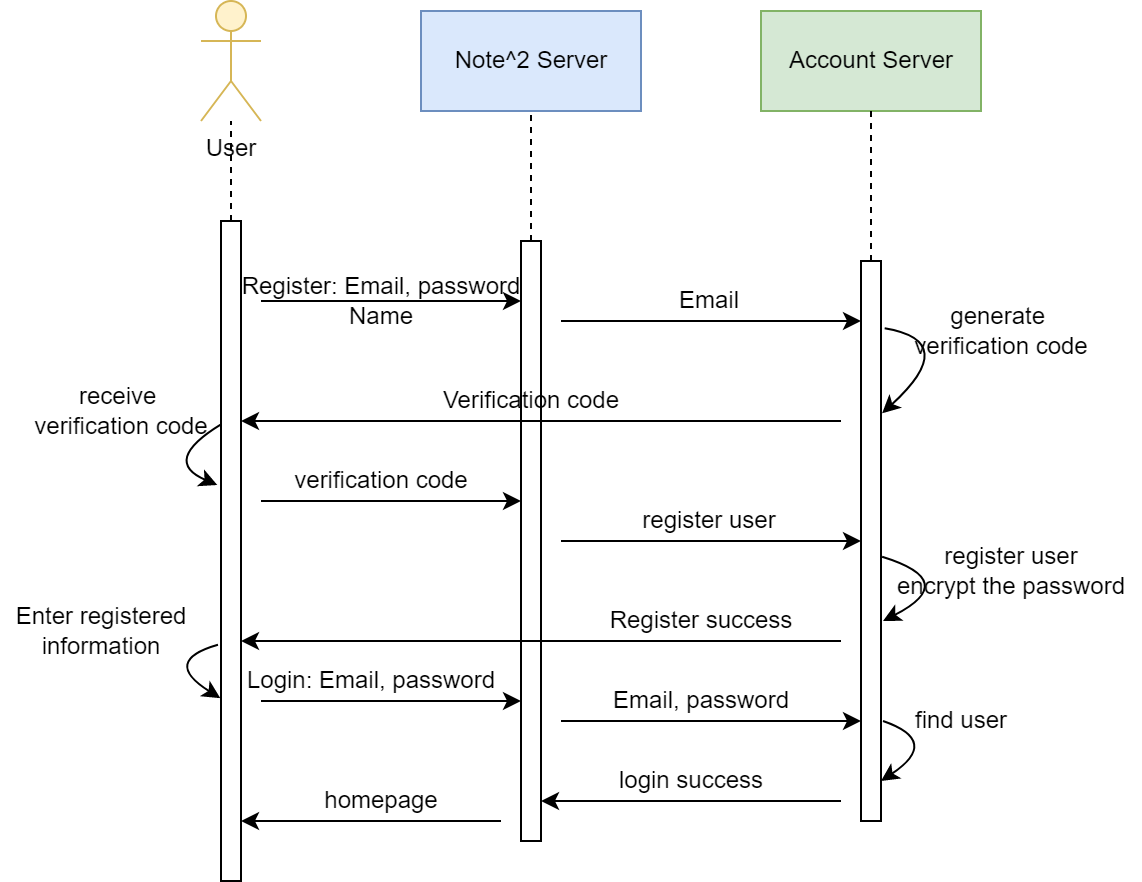 Note^2 Server
Account Server
User
Register: Email, password
Name
Email
generate
verification code
receive
verification code
Verification code
verification code
register user
register user
encrypt the password
Enter registered
information
Register success
Login: Email, password
Email, password
find user
login success
homepage